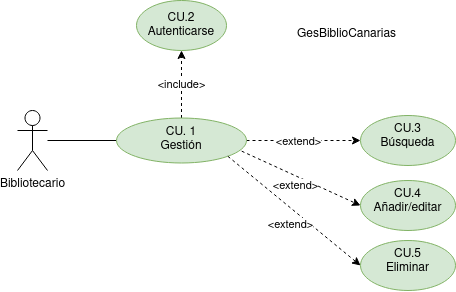 CU.2
Autenticarse
GesBiblioCanarias
<include>
CU. 1
Gestión
<extend>
CU.3
Búsqueda
Bibliotecario
<extend>
CU.4
Añadir/editar
<extend>
CU.5
Eliminar